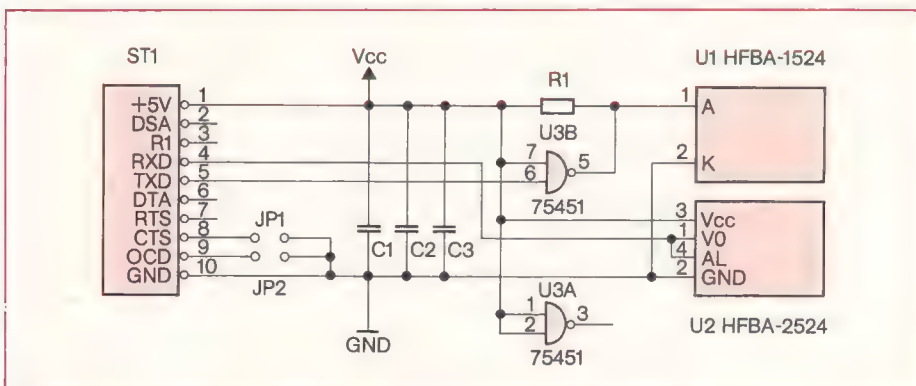 ST1
Vcc
R1
U1 HFBA-1524
+5V 1
DSA 2
R1 3
RXD 4
TXD 5
DTA 6
RTS 7
CTS 8
OCD 9
GND 10
JP1
JP2
C1
C2
C3
GND
U3B
7
6
5
75451
U3A
1
2
3
75451
1 A
2 K
3 Vcc
1 V0
4 AL
2 GND
U2 HFBA-2524